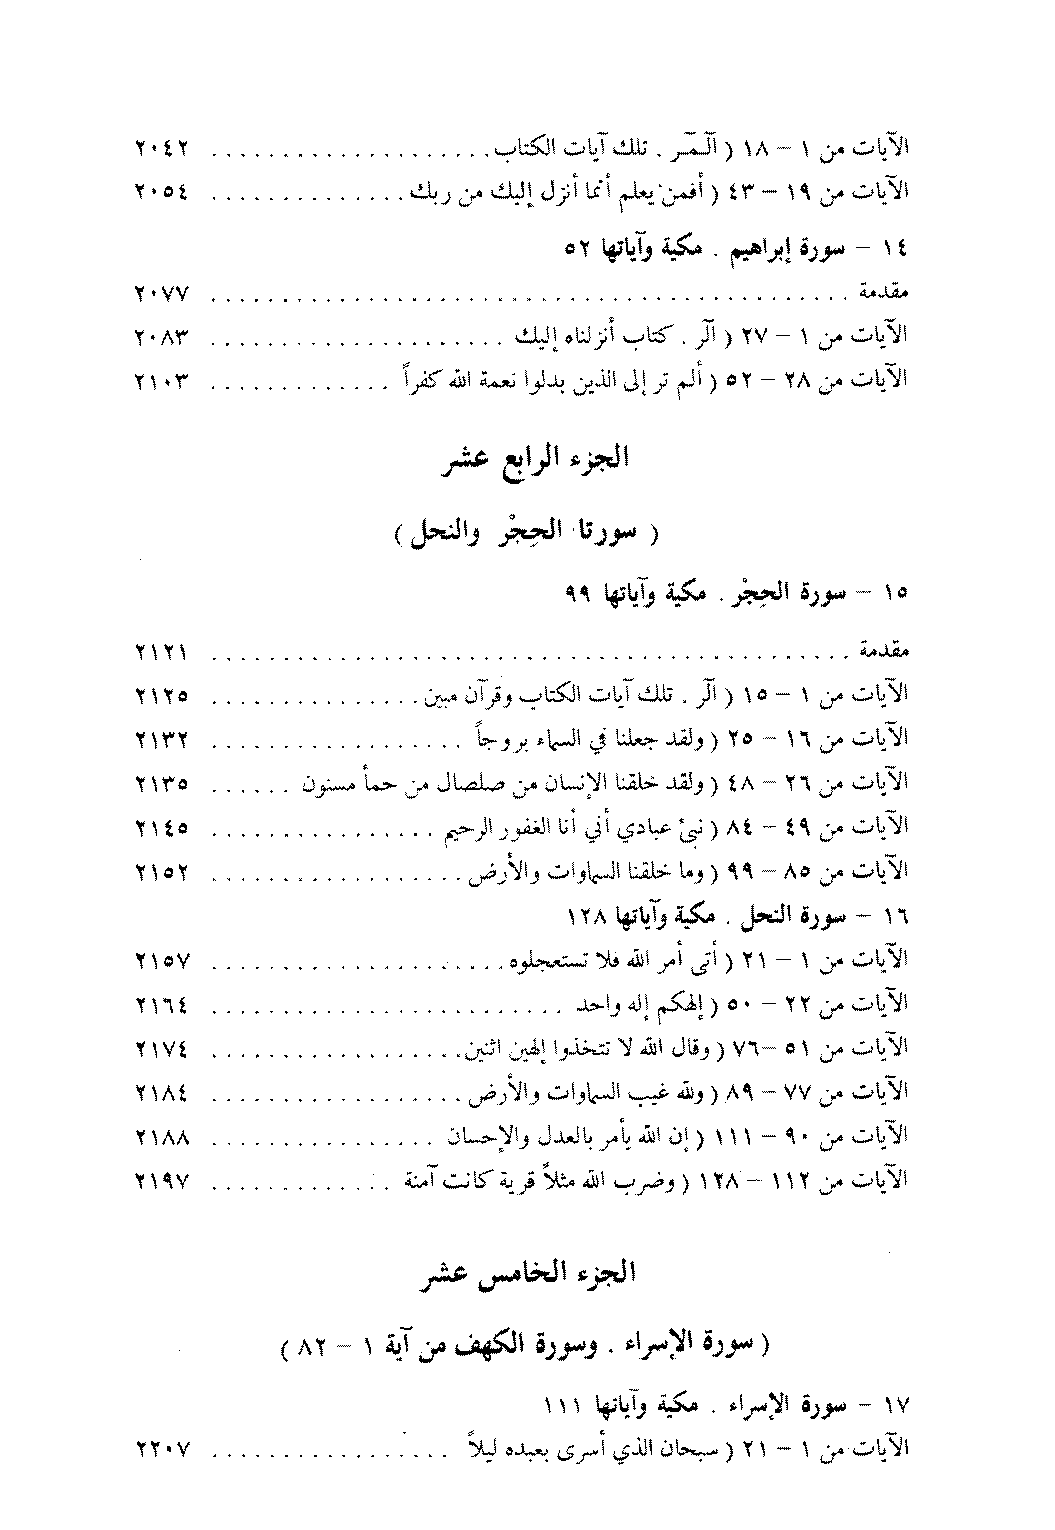 الآيات من ١ – ١٨ ( الٓـمٓـر . تلك آيات الكتاب .................... ٢٠٤٢
الآيات من ١٩ – ٤٣ ( أفمن يعلم أنما أنزل إليك من ربك .............. ٢٠٥٤
١٤ – سورة إبراهيم . مكية وآياتها ٥٢
مقدمة ............................................. ٢٠٧٧
الآيات من ١ – ٢٧ ( الٓر . كتاب أنزلناه إليك ..................... ٢٠٨٣
الآيات من ٢٨ – ٥٢ ( ألم تر إلى الذين بدلوا نعمة الله كفراً ............. ٢١٠٣
الجزء الرابع عشر
( سورتا الحِجْر والنحل )
١٥ – سورة الحِجْر . مكية وآياتها ٩٩
مقدمة ............................................. ٢١٢١
الآيات من ١ – ١٥ ( الٓر . تلك آيات الكتاب وقرآن مبين ............... ٢١٢٥
الآيات من ١٦ – ٢٥ ( ولقد جعلنا في السماء بروجاً .................. ٢١٣٢
الآيات من ٢٦ – ٤٨ ( ولقد خلقنا الإنسان من صلصال من حمأ مسنون ...... ٢١٣٥
الآيات من ٤٩ – ٨٤ ( نبئ عبادي أني أنا الغفور الرحيم ................ ٢١٤٥
الآيات من ٨٥ – ٩٩ ( وما خلقنا السماوات والأرض .................. ٢١٥٢
١٦ – سورة النحل . مكية وآياتها ١٢٨
الآيات من ١ – ٢١ ( أتى أمر الله فلا تستعجلوه ..................... ٢١٥٧
الآيات من ٢٢ – ٥٠ ( إلهكم إله واحد ......................... ٢١٦٤
الآيات من ٥١ –٧٦ ( وقال الله لا تتخذوا إلهين اثنين .................. ٢١٧٤
الآيات من ٧٧ – ٨٩ ( ولله غيب السماوات والأرض .................. ٢١٨٤
الآيات من ٩٠ – ١١١ ( إن الله يأمر بالعدل والإحسان ................ ٢١٨٨
الآيات من ١١٢ – ١٢٨ ( وضرب الله مثلاً قرية كانت آمنة ............. ٢١٩٧
الجزء الخامس عشر
( سورة الإسراء . وسورة الكهف من آية ١ – ٨٢ )
١٧ – سورة الإسراء . مكية وآياتها ١١١
الآيات من ١ – ٢١ ( سبحان الذي أسرى بعبده ليلاً ................. ٢٢٠٧